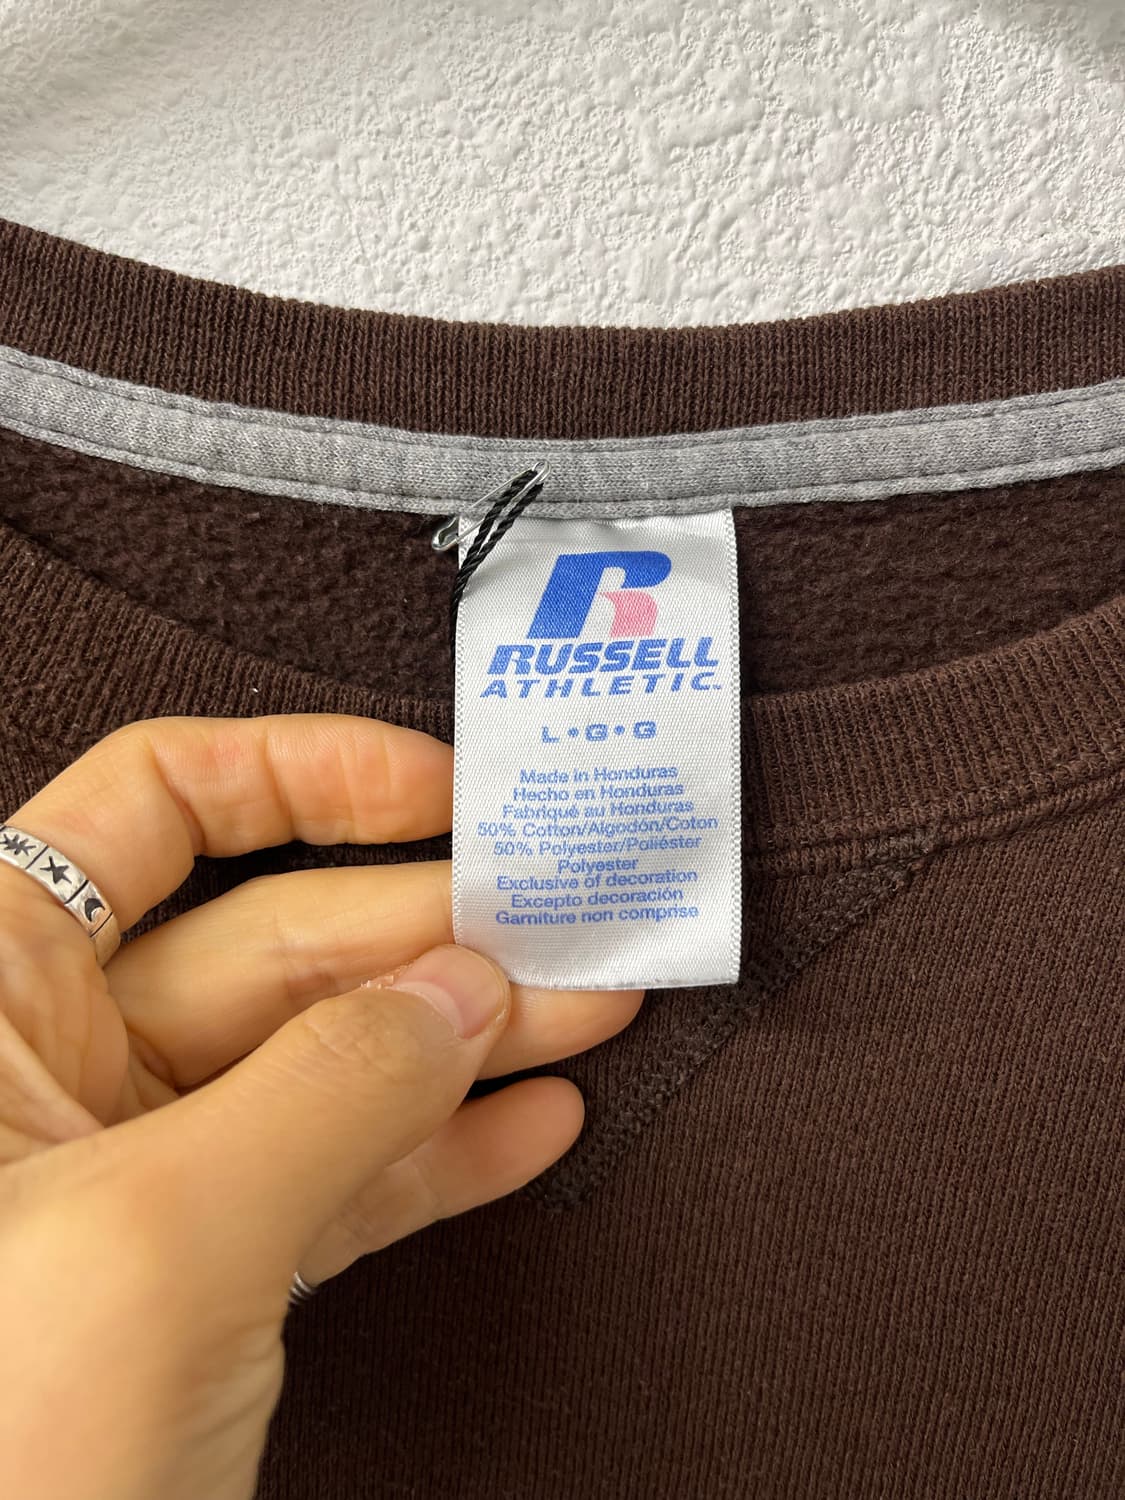 R
RUSSELL
ATHLETIC
L•G•G
Made in Honduras
Hecho en Honduras
Fabriqué au Honduras
50% Cotton/Algodón/Coton
50% Polyester/Poliéster
Polyester
Exclusive of decoration
Excepto decoración
Garniture non comprise